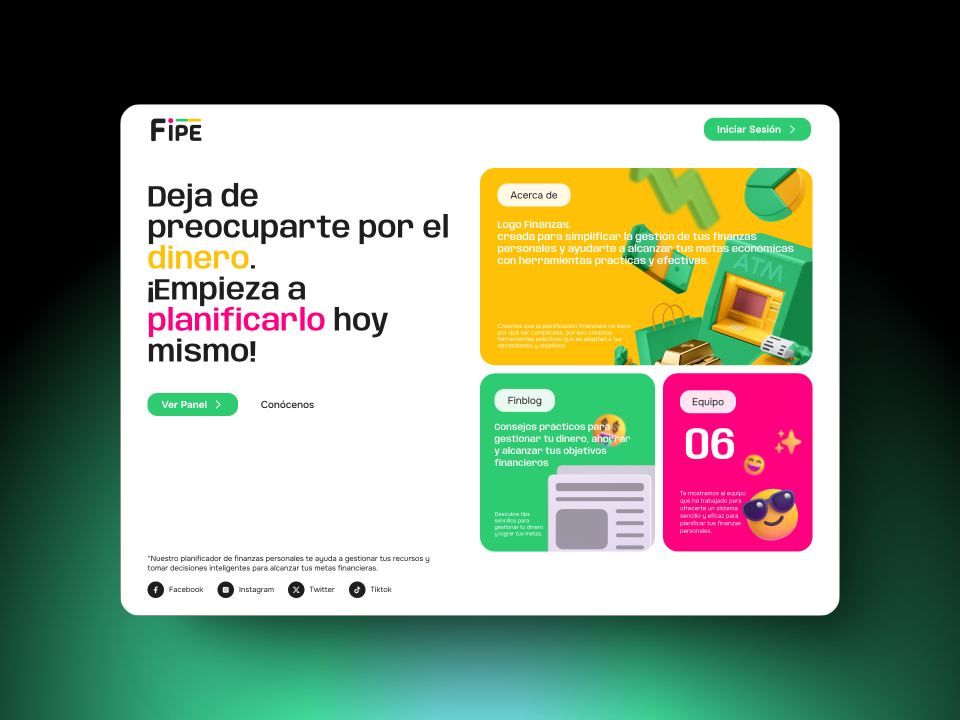 FiPE
Iniciar Sesión
Deja de
preocuparte por el
dinero.
¡Empieza a
planificarlo hoy
mismo!
Ver Panel
Conócenos
*Nuestro planificador de finanzas personales te ayuda a gestionar tus recursos y
tomar decisiones inteligentes para alcanzar tus metas financieras.
Facebook
Instagram
Twitter
Tiktok
Acerca de
Logo Finanzas,
creada para simplificar la gestión de tus finanzas
personales y ayudarte a alcanzar tus metas económicas
con herramientas prácticas y efectivas.
ATM
Creemos que la planificación financiera no tiene
por qué ser complicada, por eso creamos
herramientas prácticas que se adaptan a tus
necesidades y objetivos.
Finblog
Consejos prácticos para
gestionar tu dinero, ahorrar
y alcanzar tus objetivos
financieros
Descubre tips
sencillos para
gestionar tu dinero
y lograr tus metas.
Equipo
06
Te mostramos al equipo
que ha trabajado para
ofrecerte un sistema
sencillo y eficaz para
planificar tus finanzas
personales.